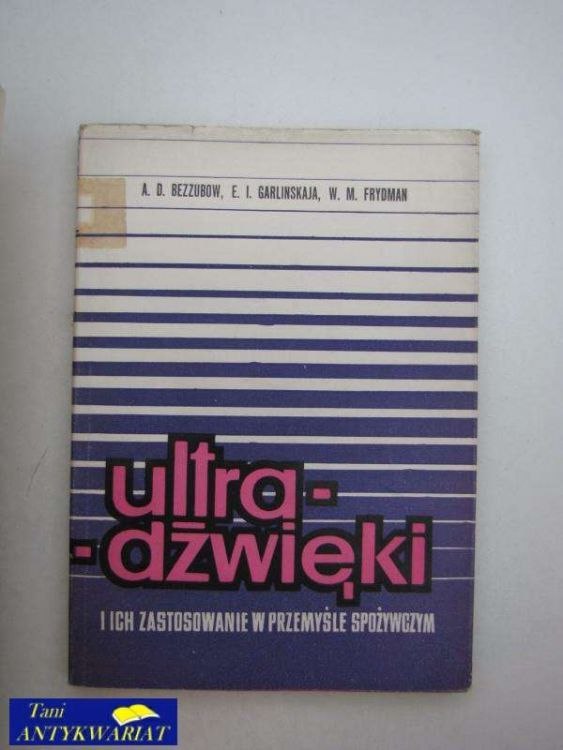 A. D. BEZZUBOW, E. I. GARLINSKAJA, W. M. FRYDMAN
ultra-
-dźwięki
I ICH ZASTOSOWANIE W PRZEMYŚLE SPOŻYWCZYM
Tani
ANTYKWARIAT